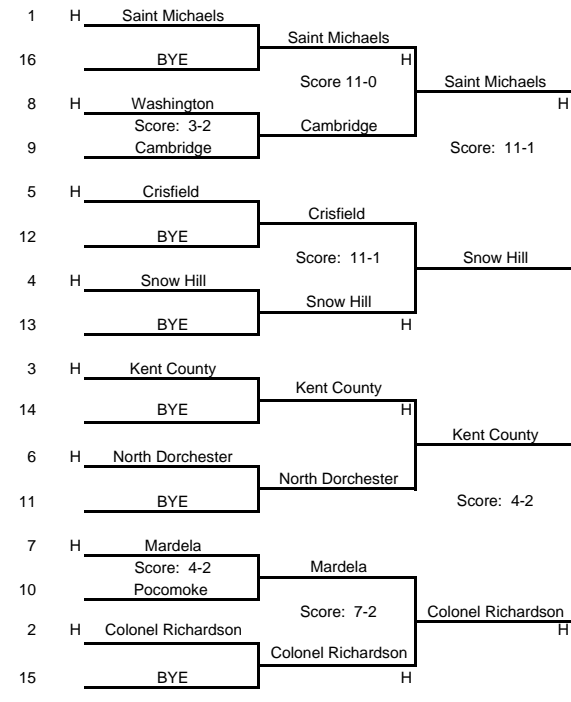 1 H Saint Michaels
Saint Michaels
16 BYE H
Score 11-0 Saint Michaels
8 H Washington H
Score: 3-2 Cambridge
9 Cambridge Score: 11-1
5 H Crisfield
Crisfield
12 BYE
Score: 11-1 Snow Hill
4 H Snow Hill
Snow Hill
13 BYE H
3 H Kent County
Kent County
14 BYE H
Kent County
6 H North Dorchester
North Dorchester
11 BYE Score: 4-2
7 H Mardela
Score: 4-2 Mardela
10 Pocomoke
Score: 7-2 Colonel Richardson
2 H Colonel Richardson H
Colonel Richardson
15 BYE H